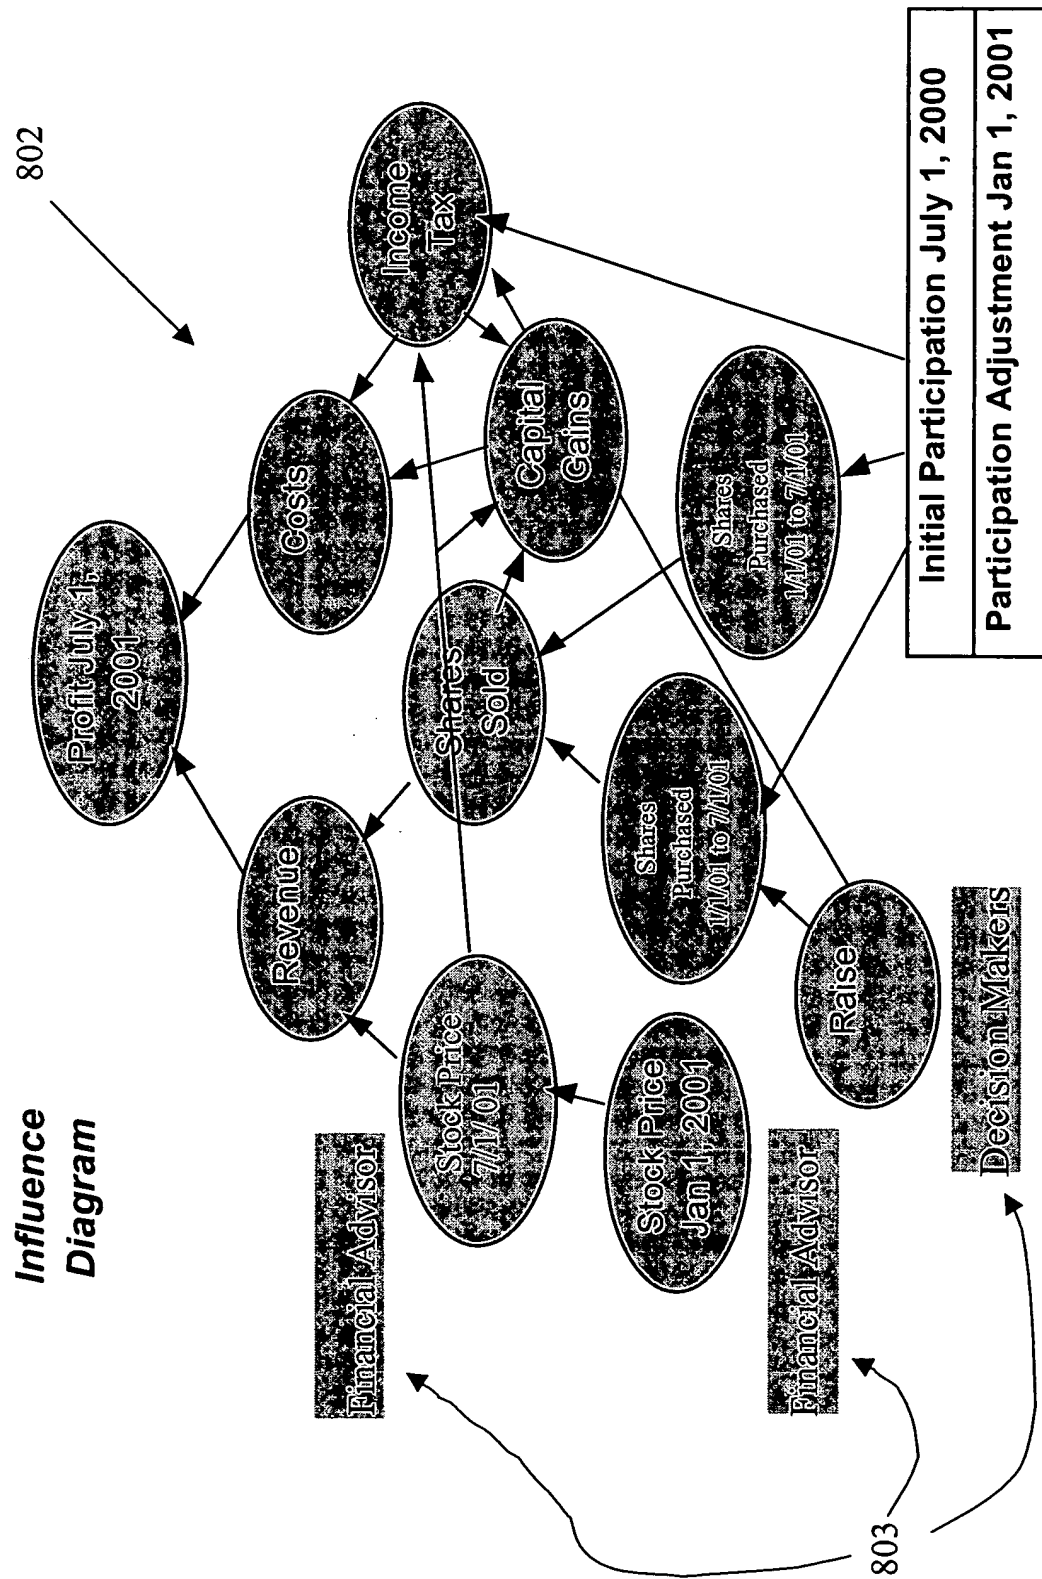 Influence
Diagram
802
Profit July 1,
2001
Revenue
Costs
Financial Advisor
Stock Price
7/1/01
Shares
Sold
Income
Tax
Capital
Gains
Stock Price
Jan 1, 2001
Shares
Purchased
1/1/01 to 7/1/01
Shares
Purchased
1/1/01 to 7/1/01
Financial Advisor
Raise
Decision Makers
803
Initial Participation July 1, 2000
Participation Adjustment Jan 1, 2001